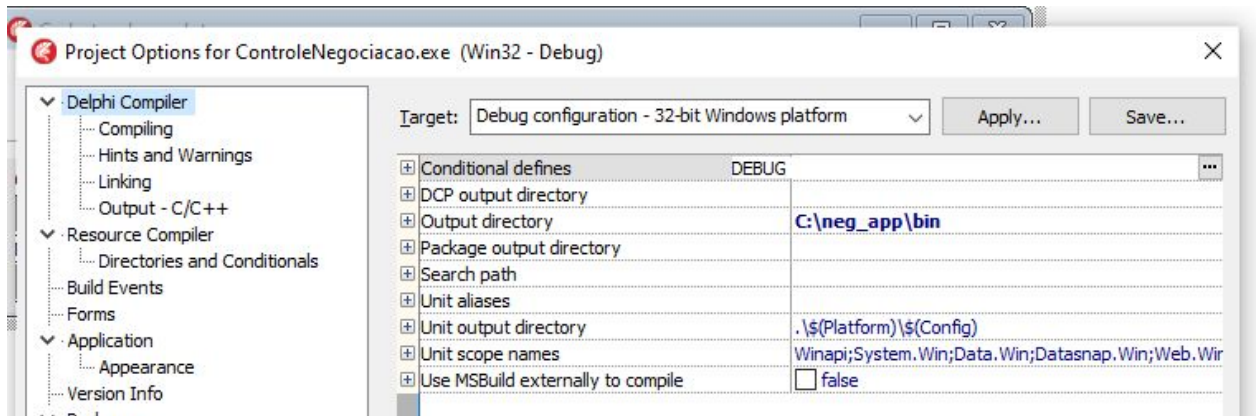 Project Options for ControleNegociacao.exe (Win32 - Debug)
Delphi Compiler
Compiling
Hints and Warnings
Linking
Output - C/C++
Resource Compiler
Directories and Conditionals
Build Events
Forms
Application
Appearance
Version Info
Target: Debug configuration - 32-bit Windows platform
Apply...
Save...
Conditional defines DEBUG
DCP output directory
Output directory C:\neg_app\bin
Package output directory
Search path
Unit aliases
Unit output directory .\$(Platform)\$(Config)
Unit scope names Winapi;System.Win;Data.Win;Datasnap.Win;Web.Wir
Use MSBuild externally to compile false